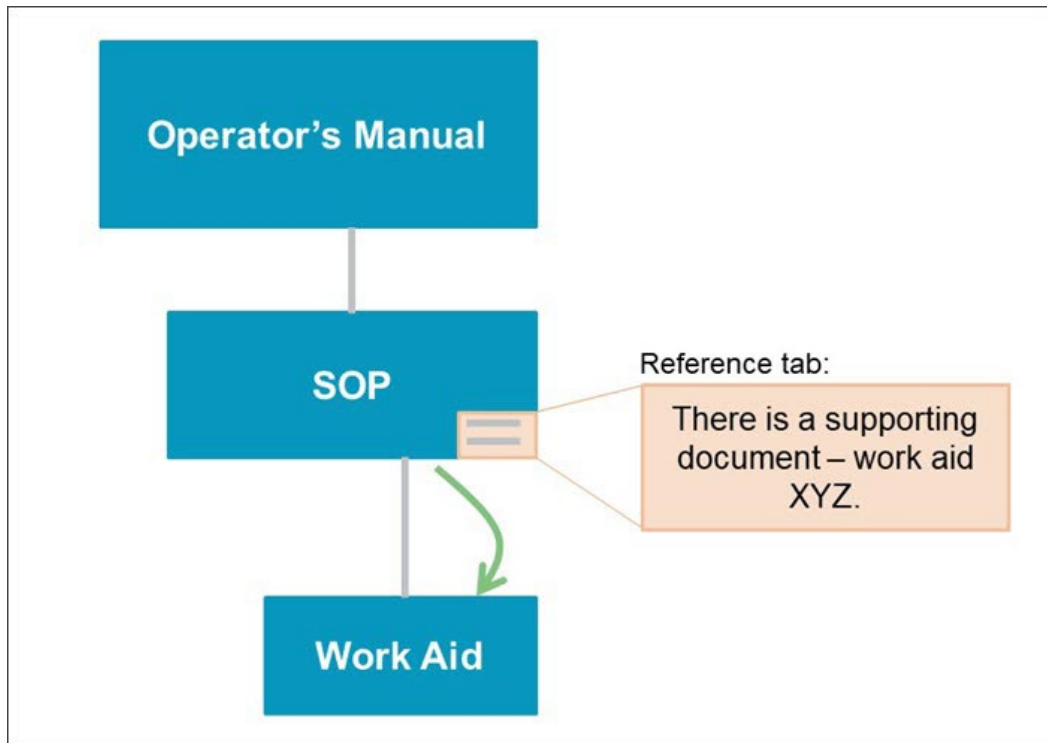 Operator’s Manual
SOP
Reference tab:
There is a supporting
document – work aid
XYZ.
Work Aid